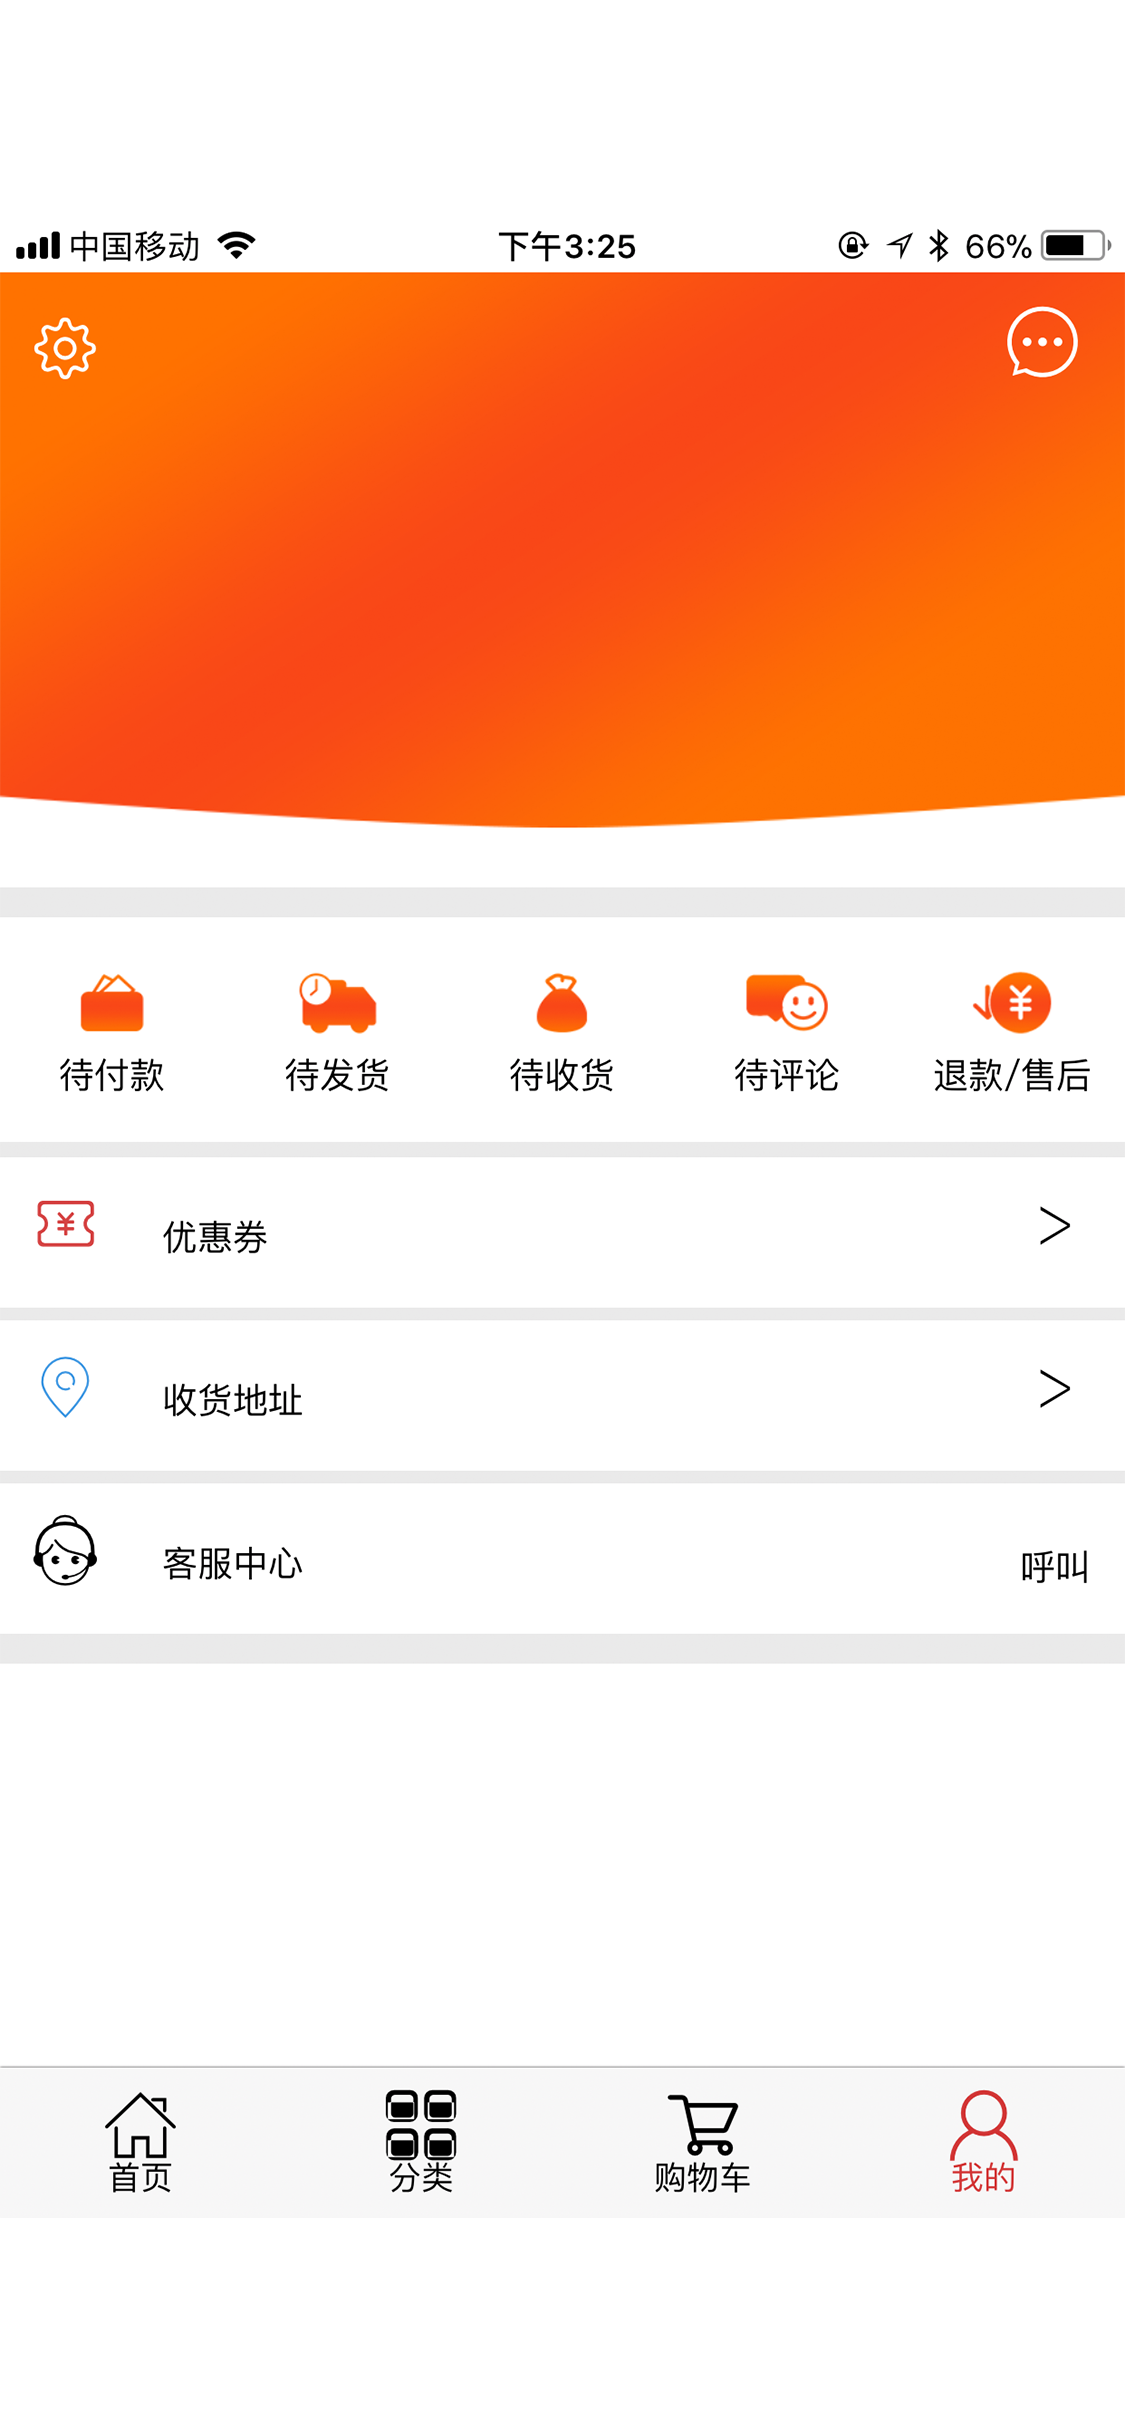 中国移动 下午3:25 66%
待付款 待发货 待收货 待评论 退款/售后
优惠券 >
收货地址 >
客服中心 呼叫
首页 分类 购物车 我的